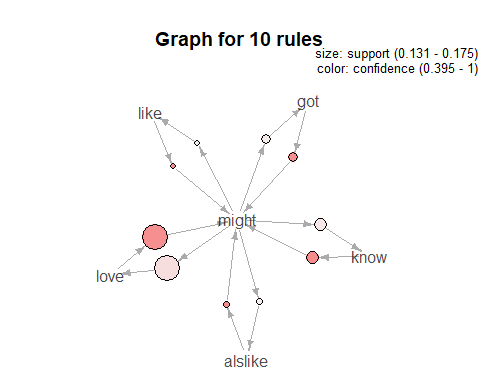 Graph for 10 rules
size: support (0.131 - 0.175)
color: confidence (0.395 - 1)
got
like
might
know
love
alslike